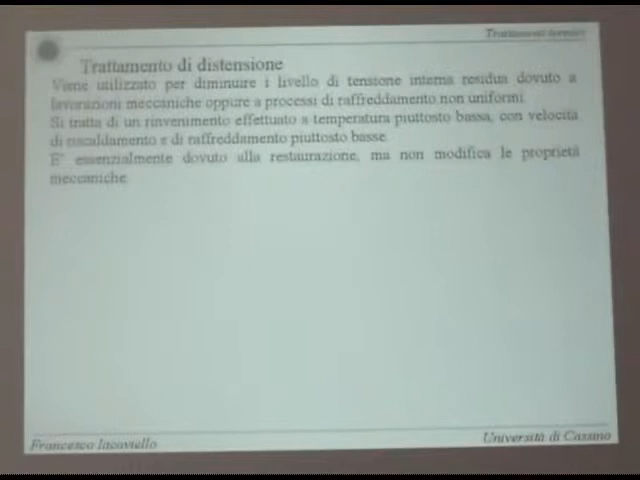 Trattamenti termici
Trattamento di distensione
Viene utilizzato per diminuire i livello di tensione interna residua dovuto a
lavorazioni meccaniche oppure a processi di raffreddamento non uniformi.
Si tratta di un rinvenimento effettuato a temperatura piuttosto bassa, con velocità
di riscaldamento e di raffreddamento piuttosto basse.
E' essenzialmente dovuto alla restaurazione, ma non modifica le proprietà
meccaniche.
Francesco Iacoviello
Università di Cassino